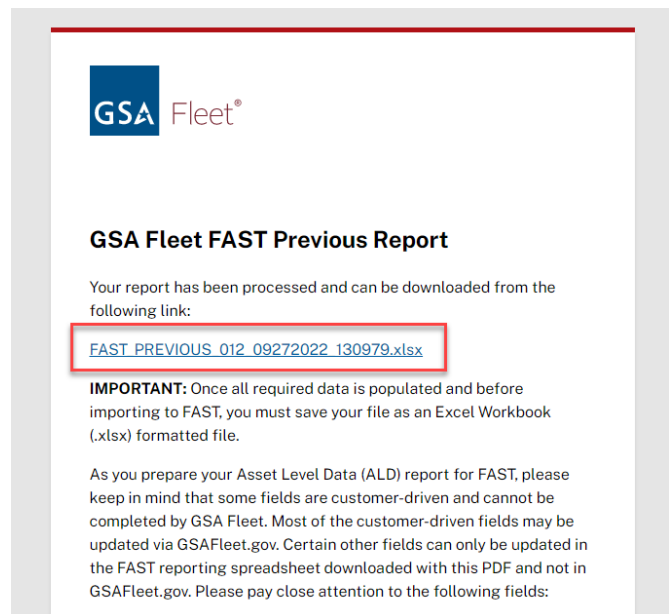 GSA Fleet®
GSA Fleet FAST Previous Report
Your report has been processed and can be downloaded from the
following link:
FAST_PREVIOUS_012_09272022_130979.xlsx
IMPORTANT: Once all required data is populated and before
importing to FAST, you must save your file as an Excel Workbook
(.xlsx) formatted file.
As you prepare your Asset Level Data (ALD) report for FAST, please
keep in mind that some fields are customer-driven and cannot be
completed by GSA Fleet. Most of the customer-driven fields may be
updated via GSAFleet.gov. Certain other fields can only be updated in
the FAST reporting spreadsheet downloaded with this PDF and not in
GSAFleet.gov. Please pay close attention to the following fields: